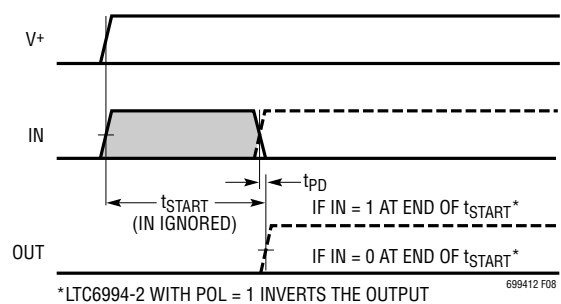 V+
IN
tPD
tSTART
(IN IGNORED)
IF IN = 1 AT END OF tSTART*
OUT
IF IN = 0 AT END OF tSTART*
699412 F08
*LTC6994-2 WITH POL = 1 INVERTS THE OUTPUT